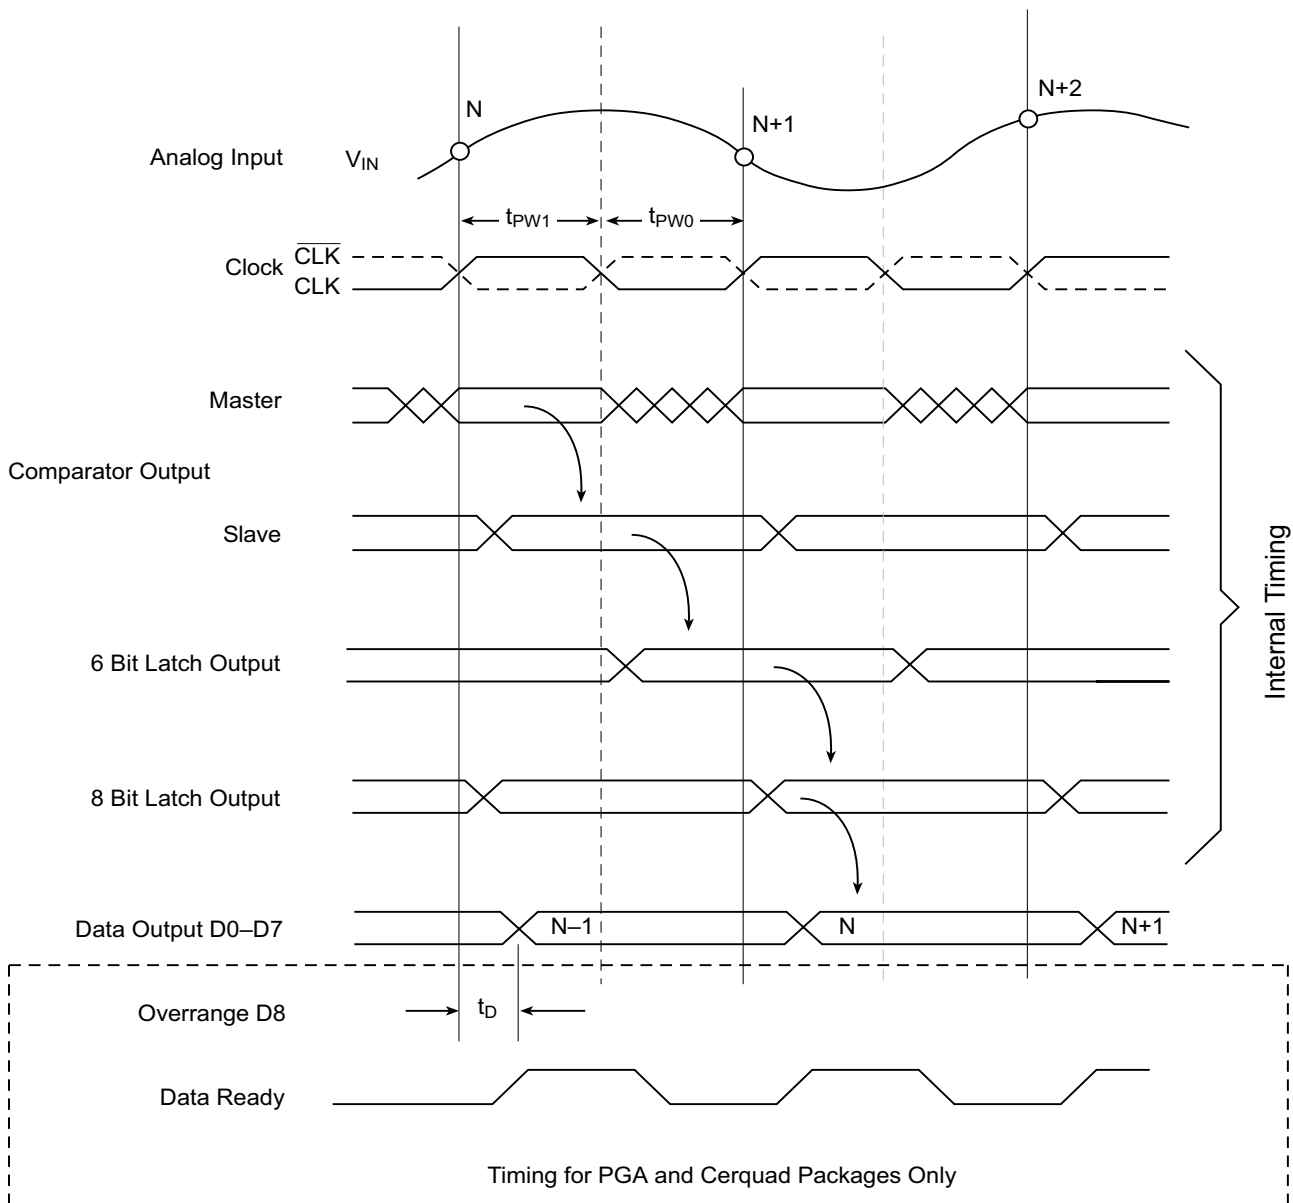 N+2
N
N+1
Analog Input VIN
tPW1 tPW0
CLK
Clock
CLK
Master
Comparator Output
Slave
Internal Timing
6 Bit Latch Output
8 Bit Latch Output
Data Output D0–D7 N–1 N N+1
Overrange D8 tD
Data Ready
Timing for PGA and Cerquad Packages Only